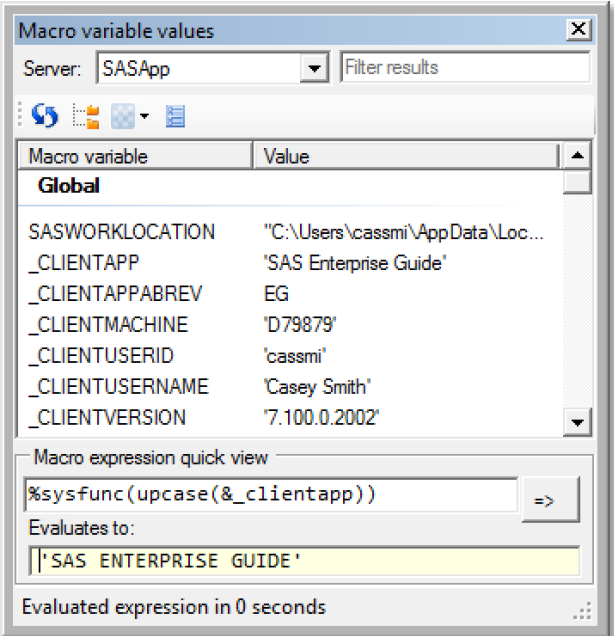 Macro variable values
Server: SASApp Filter results
Macro variable Value
Global
SASWORKLOCATION "C:\Users\cassmi\AppData\Loc...
_CLIENTAPP 'SAS Enterprise Guide'
_CLIENTAPPABREV EG
_CLIENTMACHINE 'D79879'
_CLIENTUSERID 'cassmi'
_CLIENTUSERNAME 'Casey Smith'
_CLIENTVERSION '7.100.0.2002'
Macro expression quick view
%sysfunc(upcase(&_clientapp)) =>
Evaluates to:
'SAS ENTERPRISE GUIDE'
Evaluated expression in 0 seconds